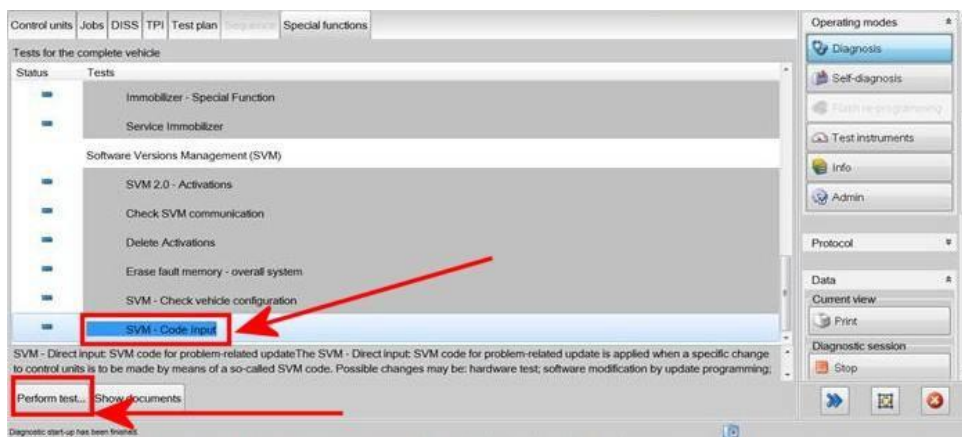 Control units Jobs DISS TPI Test plan Sequence Special functions
Tests for the complete vehicle
Status Tests
Immobilizer - Special Function
Service Immobilizer
Software Versions Management (SVM)
SVM 2.0 - Activations
Check SVM communication
Delete Activations
Erase fault memory - overall system
SVM - Check vehicle configuration
SVM - Code Input
SVM - Direct input: SVM code for problem-related updateThe SVM - Direct input: SVM code for problem-related update is applied when a specific change
to control units is to be made by means of a so-called SVM code. Possible changes may be: hardware test; software modification by update programming;
Perform test... Show documents
Diagnostic start-up has been finished.
Operating modes
Diagnosis
Self-diagnosis
Flash re-programming
Test instruments
Info
Admin
Protocol
Data
Current view
Print
Diagnostic session
Stop